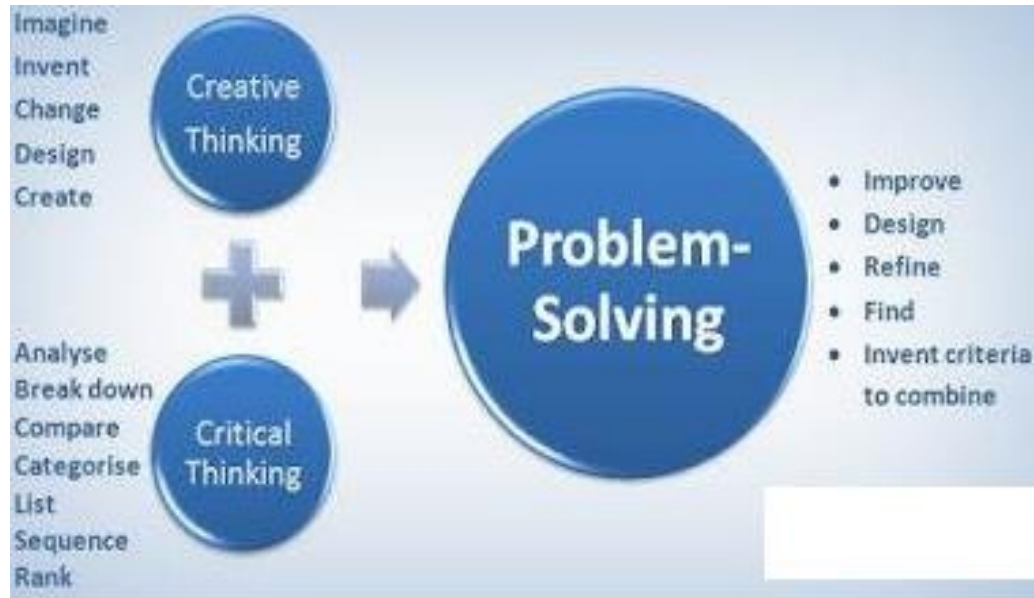 Imagine
Invent
Change
Design
Create
Creative
Thinking
Analyse
Break down
Compare
Categorise
List
Sequence
Rank
Critical
Thinking
Problem-
Solving
• Improve
• Design
• Refine
• Find
• Invent criteria
to combine